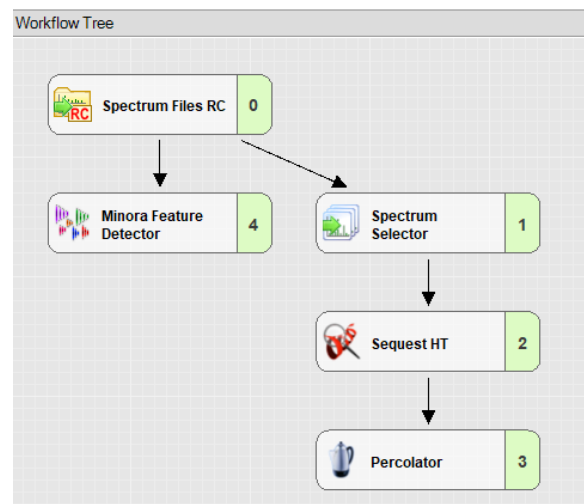 Workflow Tree
RC
Spectrum Files RC
0
Minora Feature
Detector
4
Spectrum
Selector
1
Sequest HT
2
Percolator
3